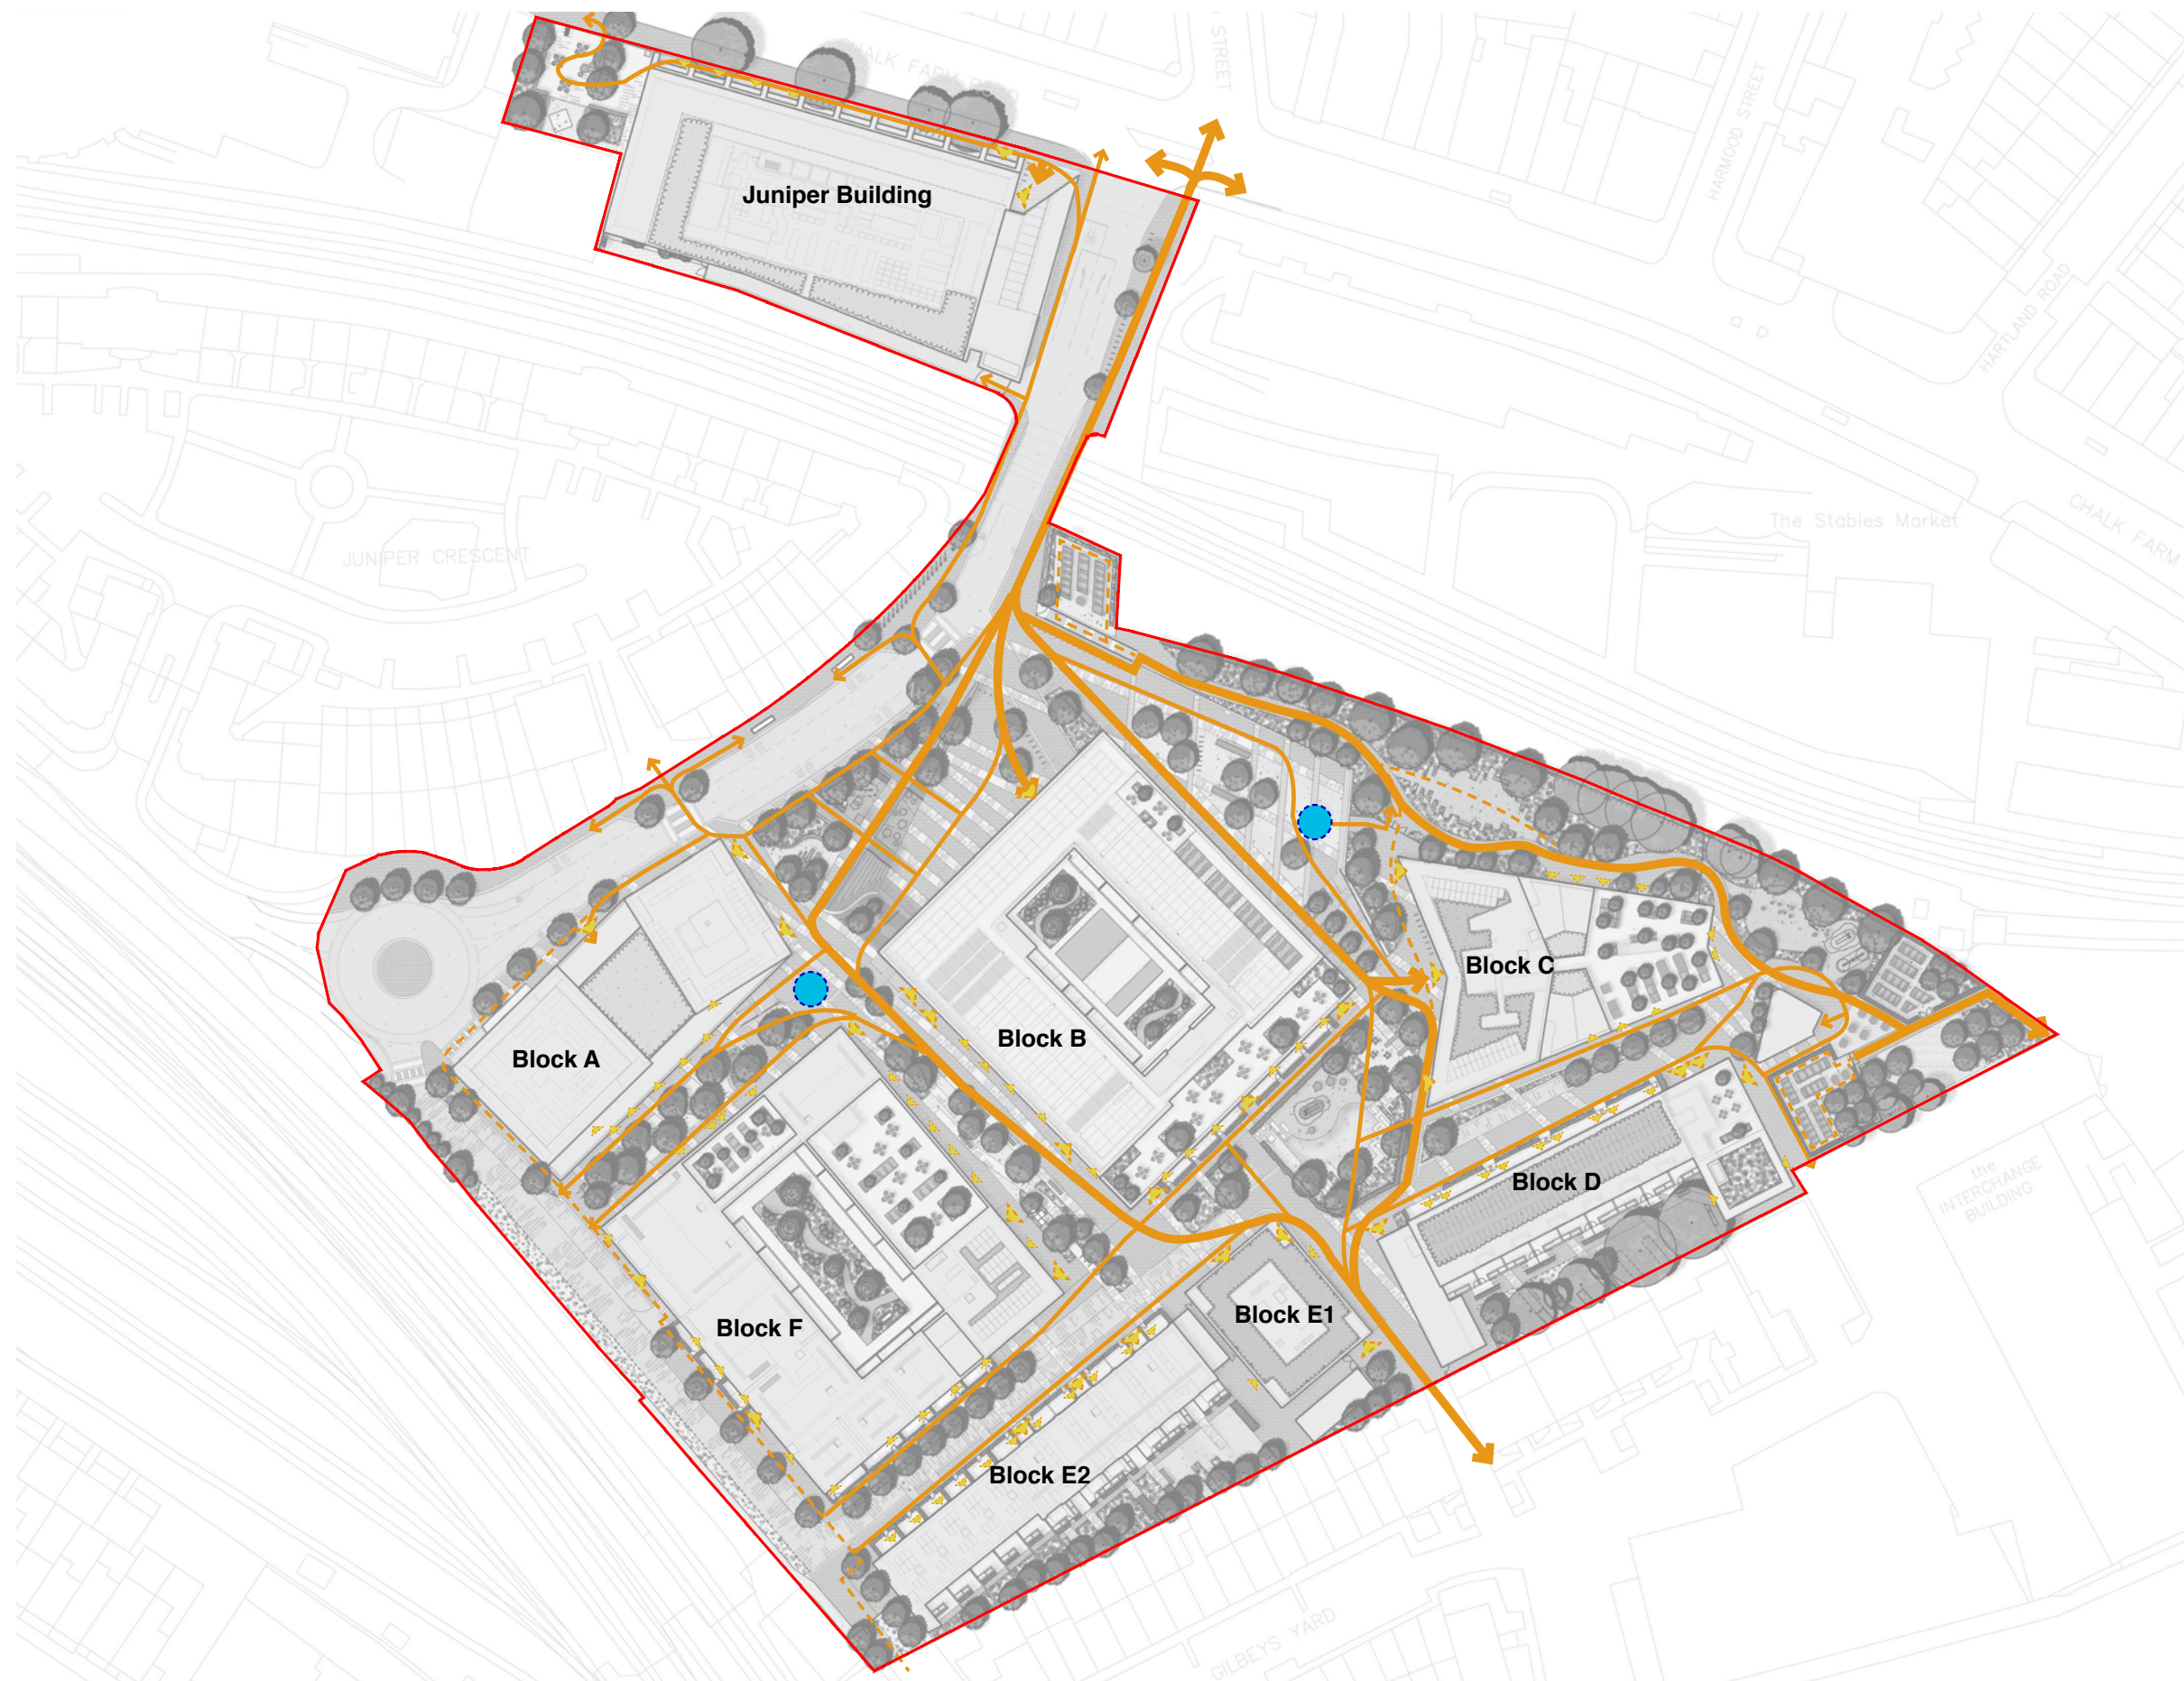 STREET
CHALK FARM ROAD
HARMOOD STREET
Juniper Building
HARTLAND ROAD
The Stables Market
CHALK FARM
JUNIPER CRESCENT
Block C
Block B
Block A
Block D
the
INTERCHANGE
BUILDING
Block E1
Block F
Block E2
GILBEYS YARD